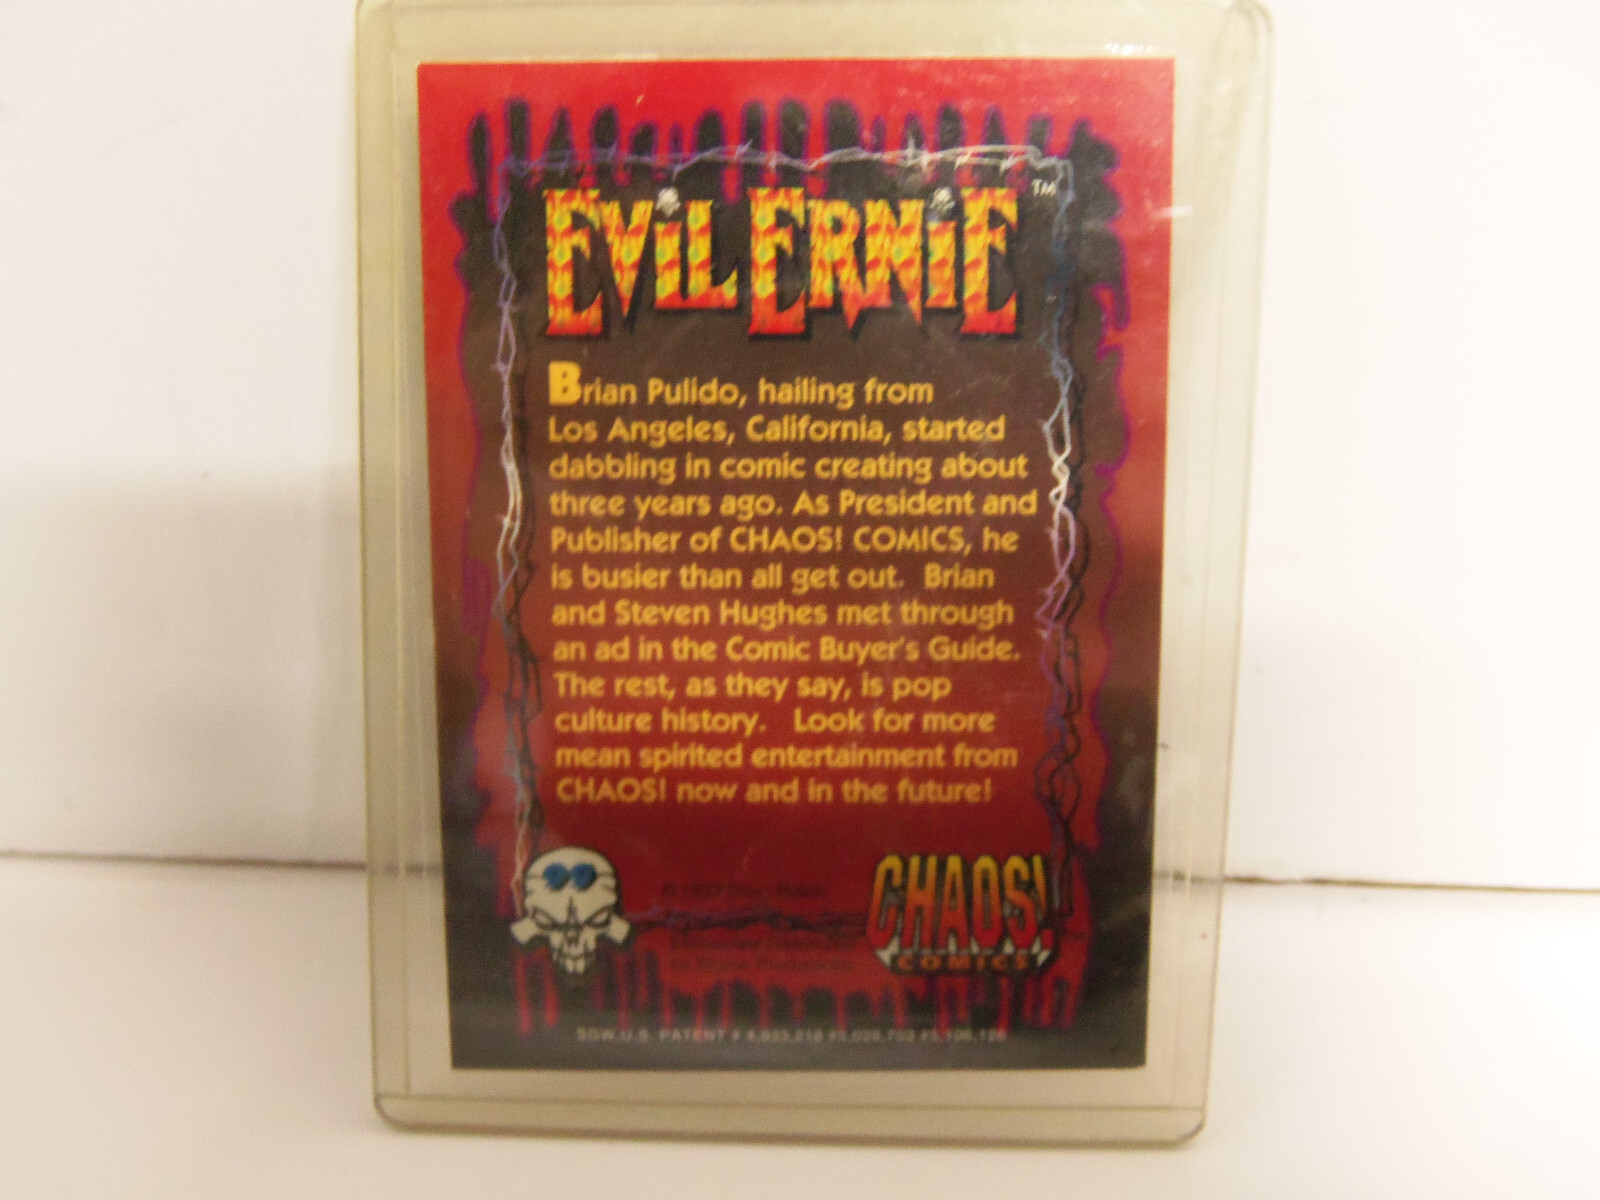 EViL ERNiE ™
Brian Pulido, hailing from
Los Angeles, California, started
dabbling in comic creating about
three years ago. As President and
Publisher of CHAOS! COMICS, he
is busier than all get out. Brian
and Steven Hughes met through
an ad in the Comic Buyer's Guide.
The rest, as they say, is pop
culture history. Look for more
mean spirited entertainment from
CHAOS! now and in the future!
99
CHAOS!
COMICS
SGW,U.S. PATENT #